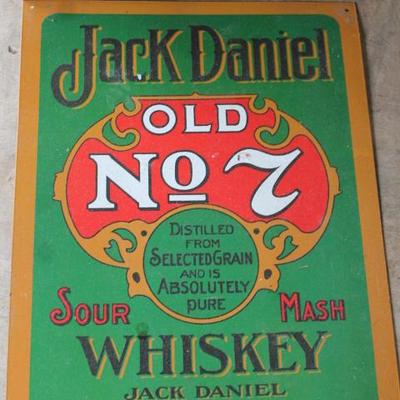 Jack Daniel
OLD
No 7
DISTILLED
FROM
SELECTED GRAIN
AND IS
ABSOLUTELY
PURE
SOUR MASH
WHISKEY
JACK DANIEL